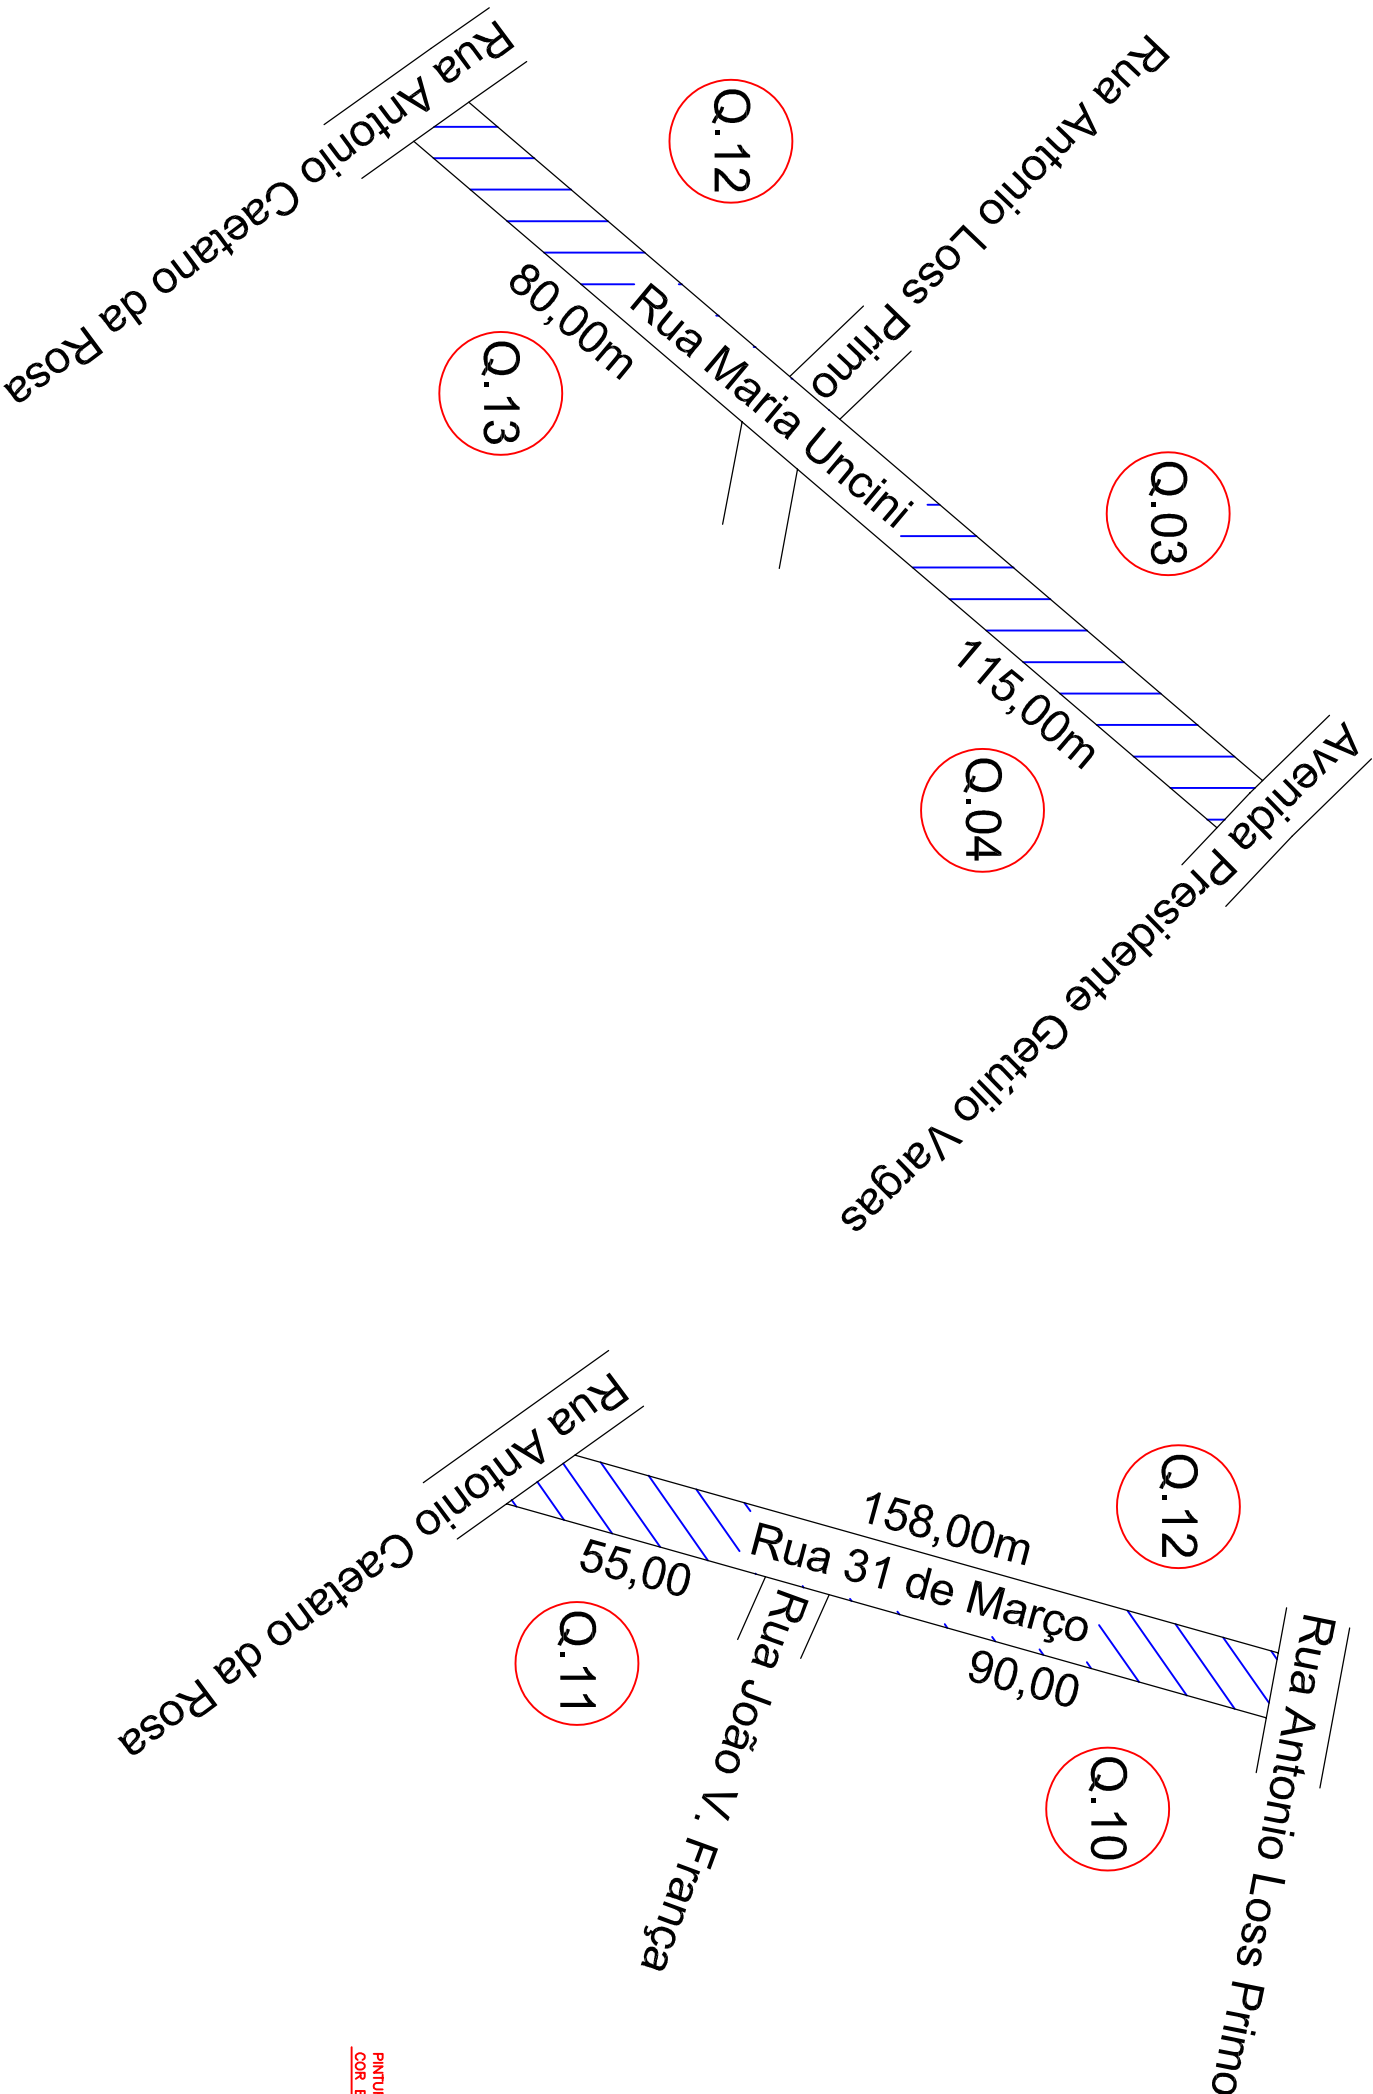 Rua Antonio Caetano da Rosa
Q.12
Rua Antonio Loss Primo
Rua Maria Uncini
80,00m
Q.13
Q.03
115,00m
Q.04
Avenida Presidente Getúlio Vargas
Rua Antonio Caetano da Rosa
158,00m
Q.12
Rua 31 de Março
55,00
90,00
Q.11
Rua João V. França
Q.10
Rua Antonio Loss Primo
COR